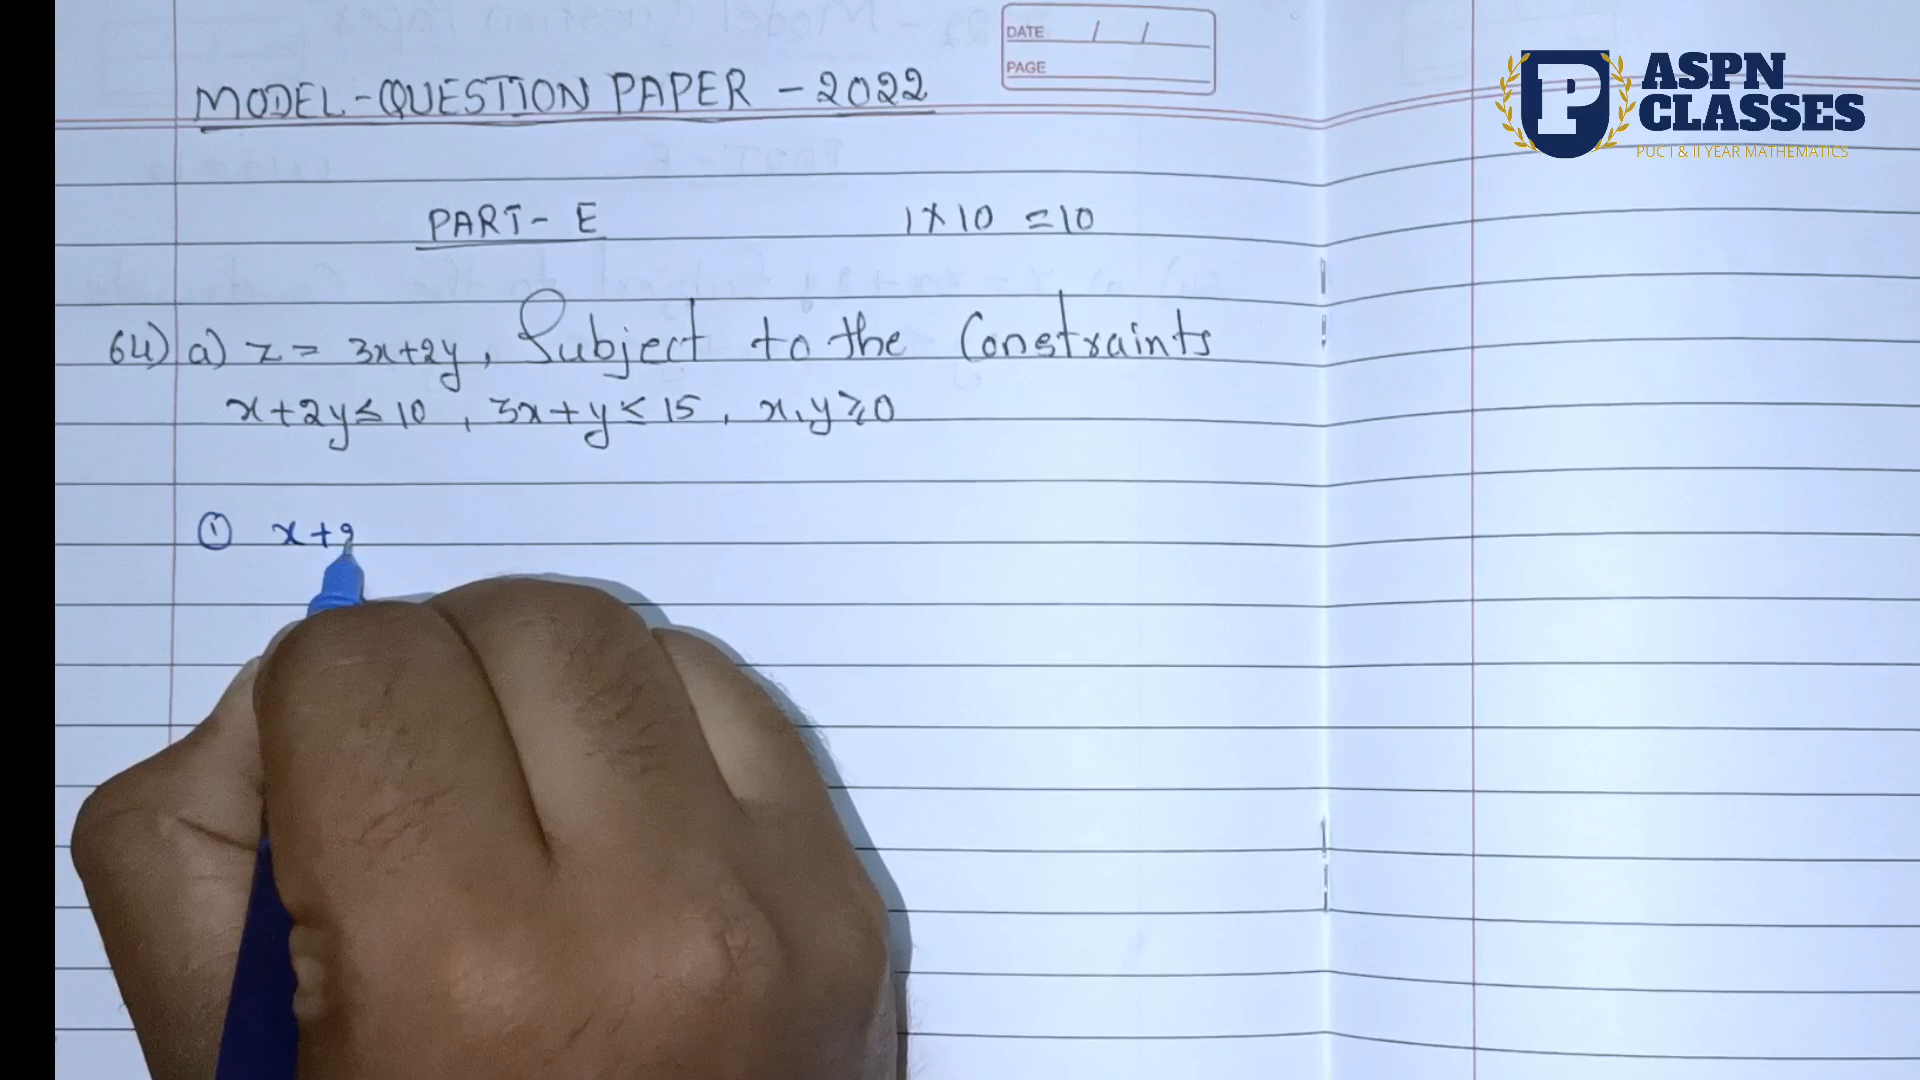 MODEL-QUESTION PAPER - 2022
DATE / /
PAGE
P ASPN
CLASSES
PUC I & II YEAR MATHEMATICS
PART- E 1×10 =10
64) a) z = 3x+2y, Subject to the Constraints
x+2y≤10, 3x+y≤15, x,y≥0
① x+2